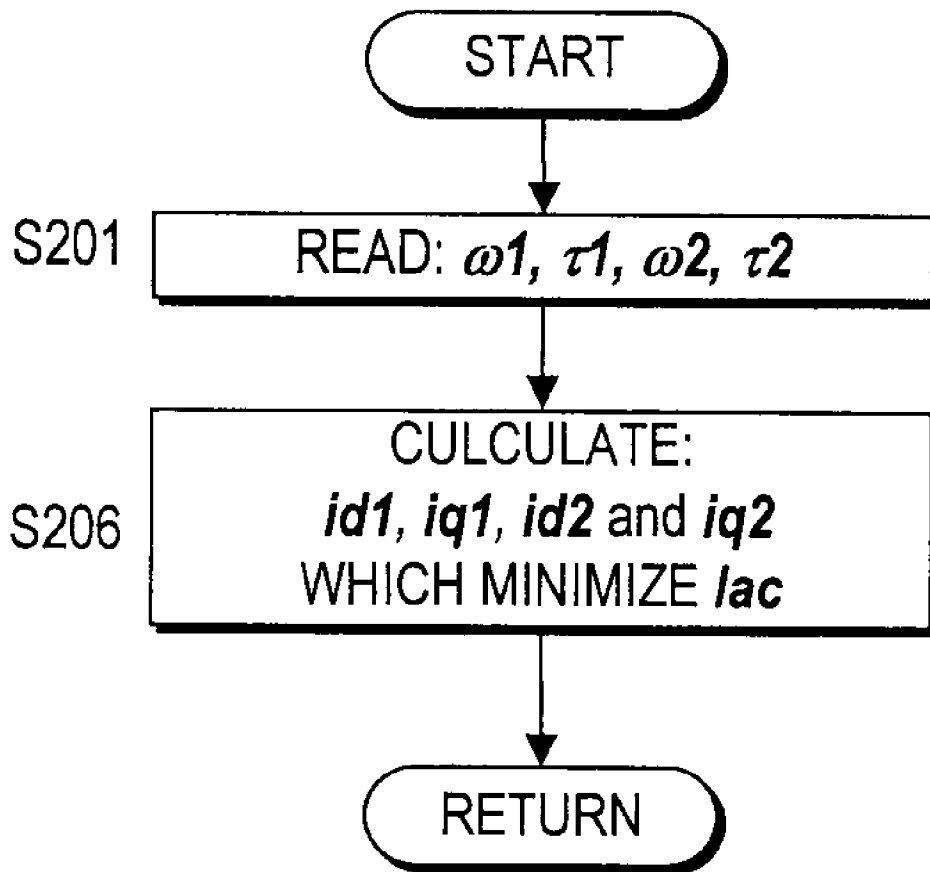 START
S201
READ: ω1, τ1, ω2, τ2
S206
CULCULATE:
id1, iq1, id2 and iq2
WHICH MINIMIZE Iac
RETURN